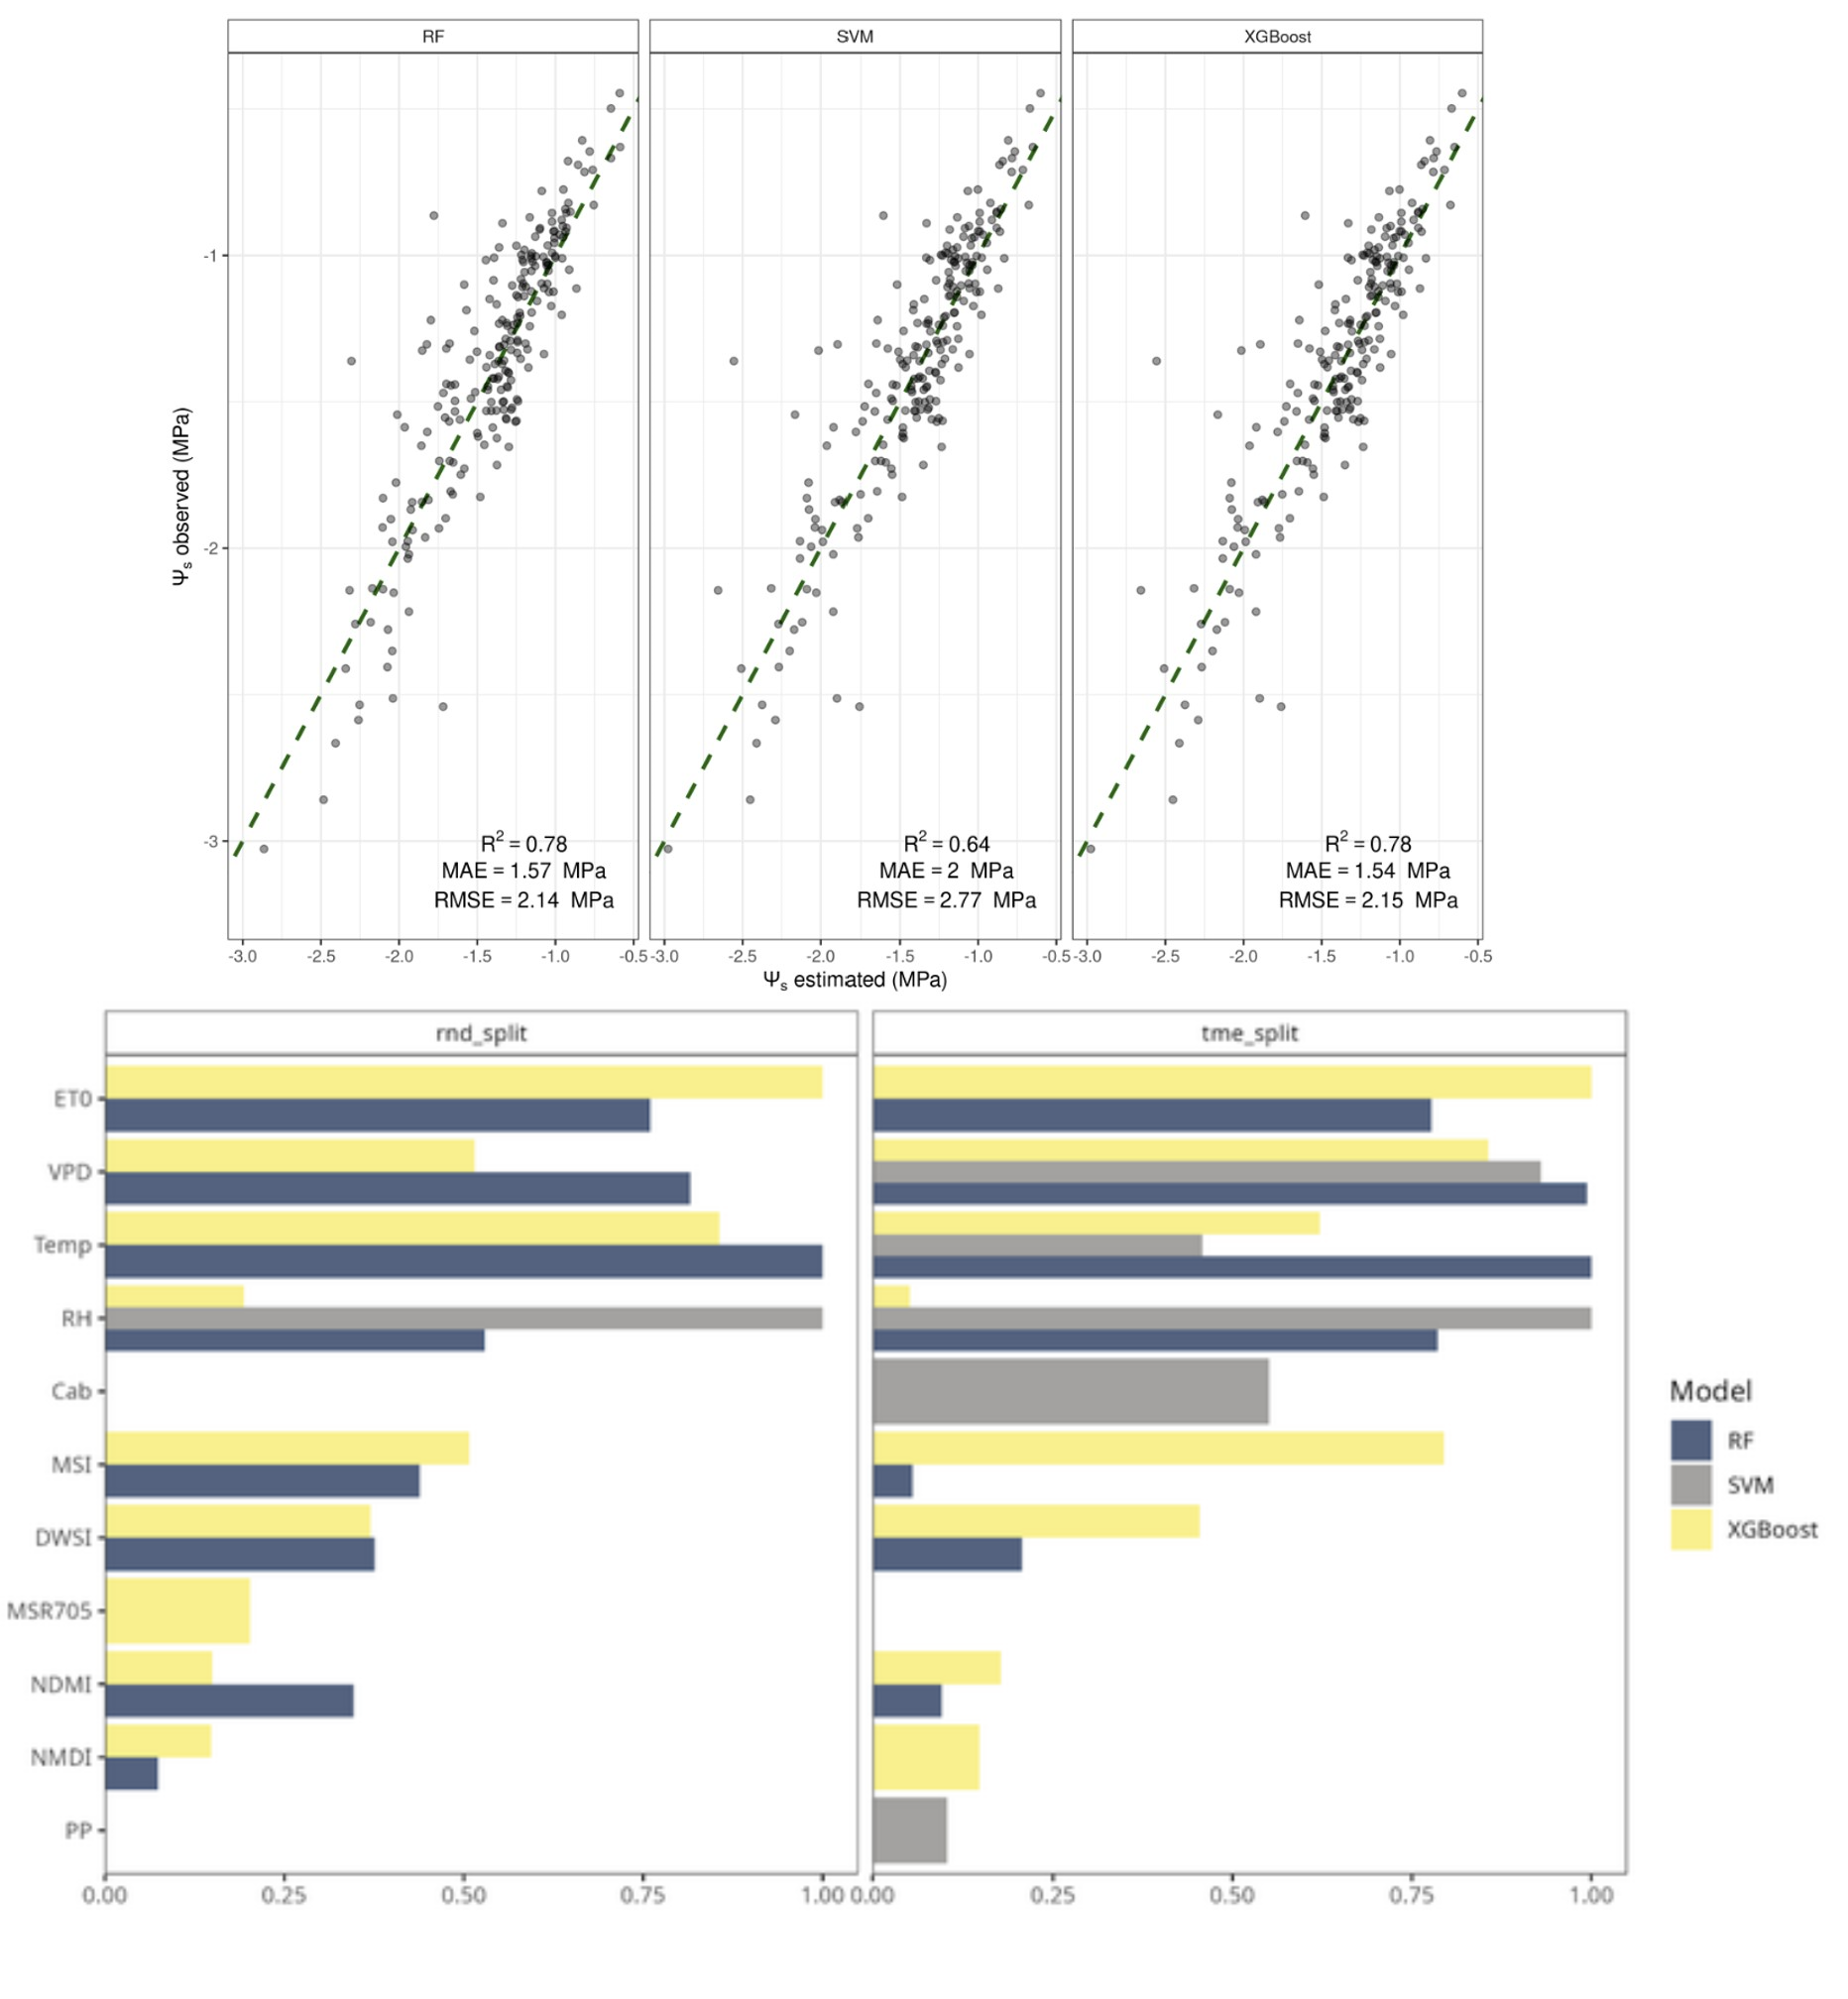 RF SVM XGBoost
-1
-2
-3
Ψs observed (MPa)
R2 = 0.78
MAE = 1.57 MPa
RMSE = 2.14 MPa
R2 = 0.64
MAE = 2 MPa
RMSE = 2.77 MPa
R2 = 0.78
MAE = 1.54 MPa
RMSE = 2.15 MPa
-3.0 -2.5 -2.0 -1.5 -1.0 -0.5 -3.0 -2.5 -2.0 -1.5 -1.0 -0.5 -3.0 -2.5 -2.0 -1.5 -1.0 -0.5
Ψs estimated (MPa)
rnd_split tme_split
ET0
VPD
Temp
RH
Cab
MSI
DWSI
MSR705
NDMI
NMDI
PP
0.00 0.25 0.50 0.75 1.00 0.00 0.25 0.50 0.75 1.00
Model
RF
SVM
XGBoost